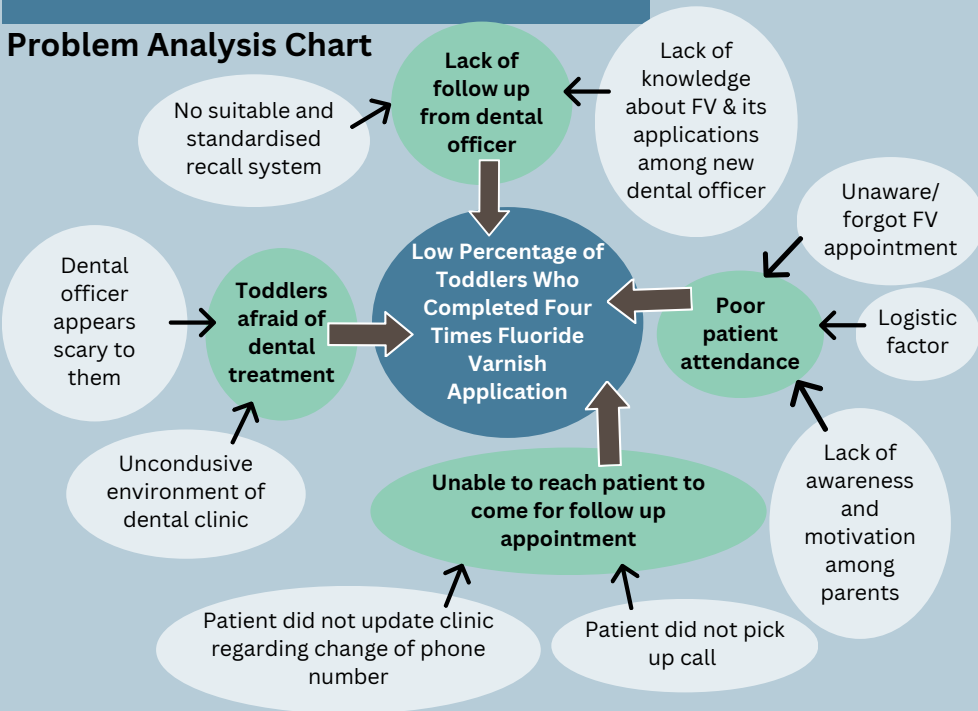 Problem Analysis Chart
Lack of
follow up
from dental
officer
No suitable and
standardised
recall system
Lack of
knowledge
about FV & its
applications
among new
dental officer
Unaware/
forgot FV
appointment
Logistic
factor
Lack of
awareness
and
motivation
among
parents
Poor
patient
attendance
Low Percentage of
Toddlers Who
Completed Four
Times Fluoride
Varnish
Application
Toddlers
afraid of
dental
treatment
Dental
officer
appears
scary to
them
Uncondusive
environment of
dental clinic
Unable to reach patient to
come for follow up
appointment
Patient did not update clinic
regarding change of phone
number
Patient did not pick
up call